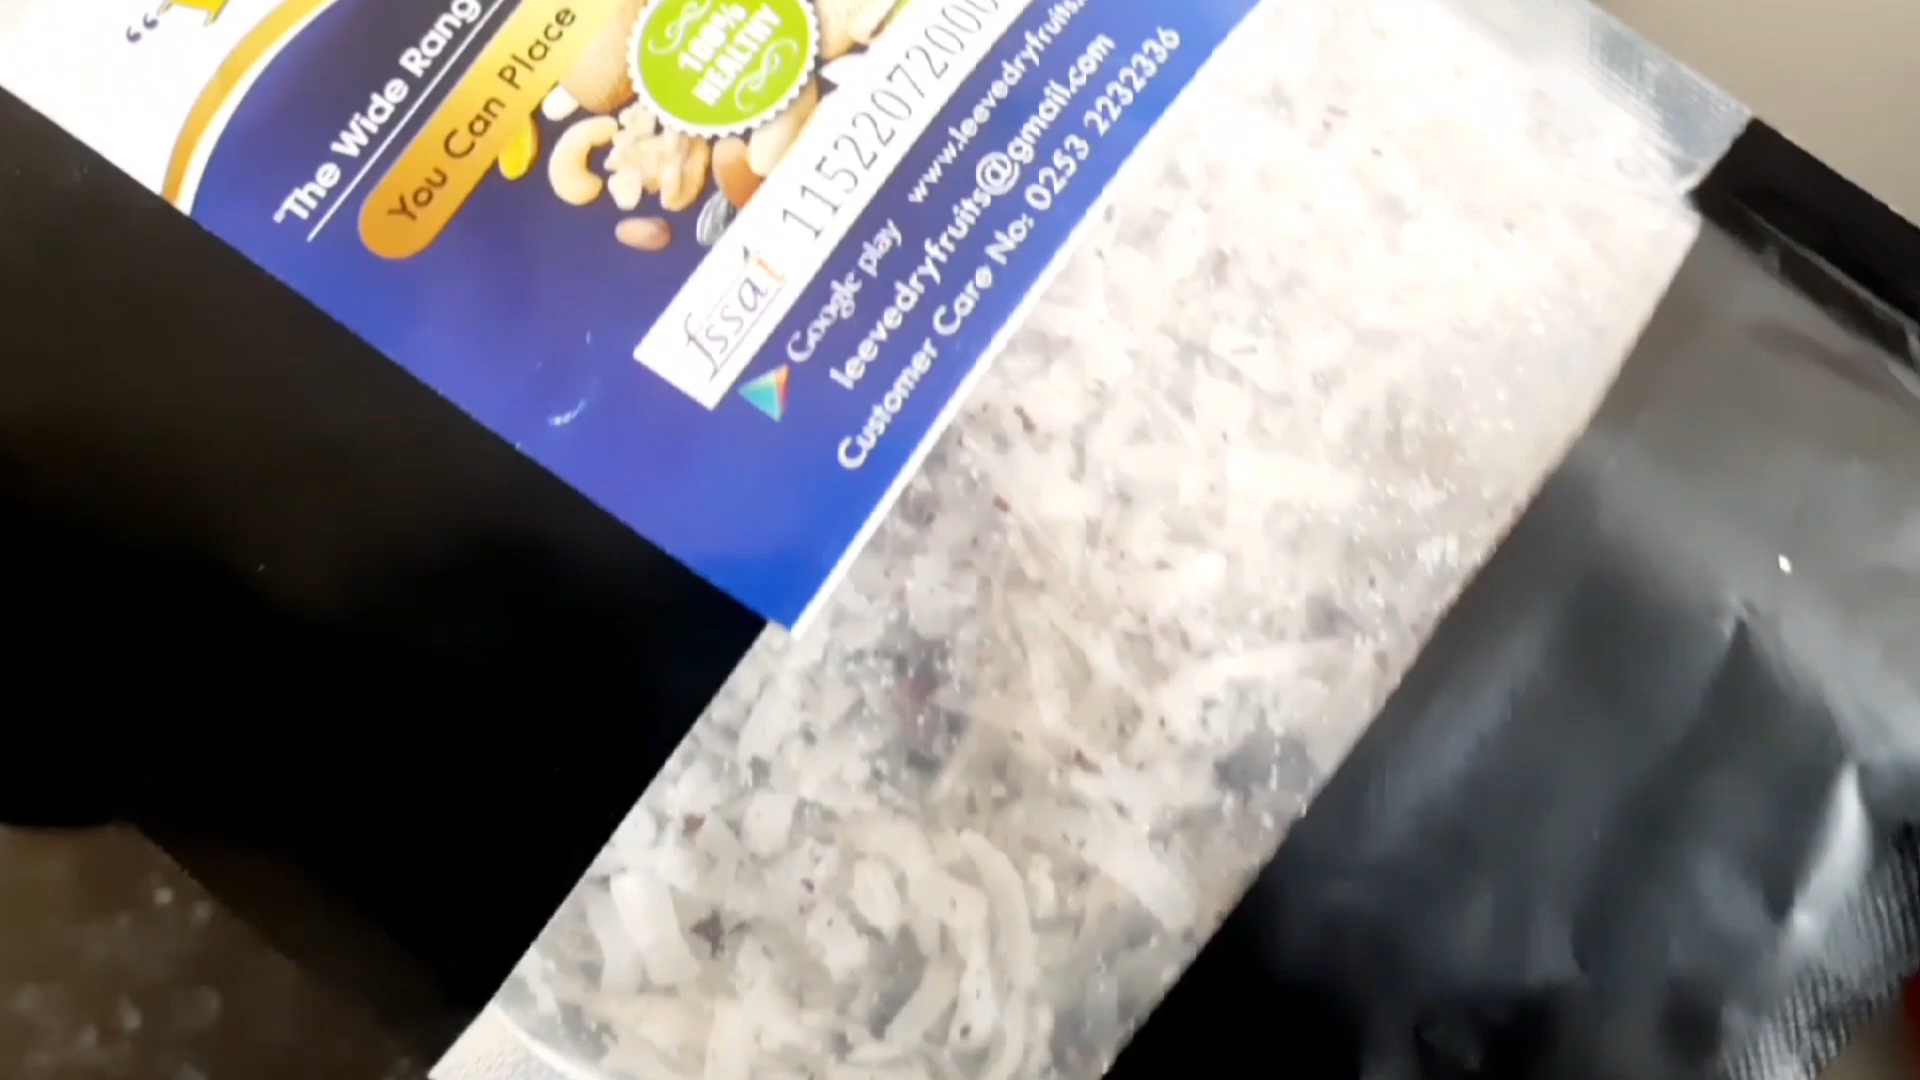 "The Wide Rang
You Can Place
100%
HEALTHY
fssai 11522072000
Google play www.leevedryfruits.
leevedryfruits@gmail.com
Customer Care No: 0253 2232336